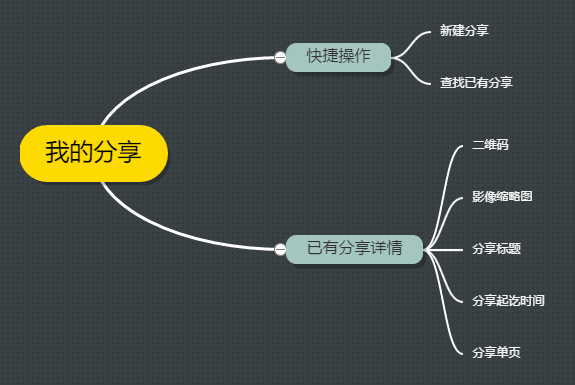 我的分享
快捷操作
新建分享
查找已有分享
已有分享详情
二维码
影像缩略图
分享标题
分享起讫时间
分享单页